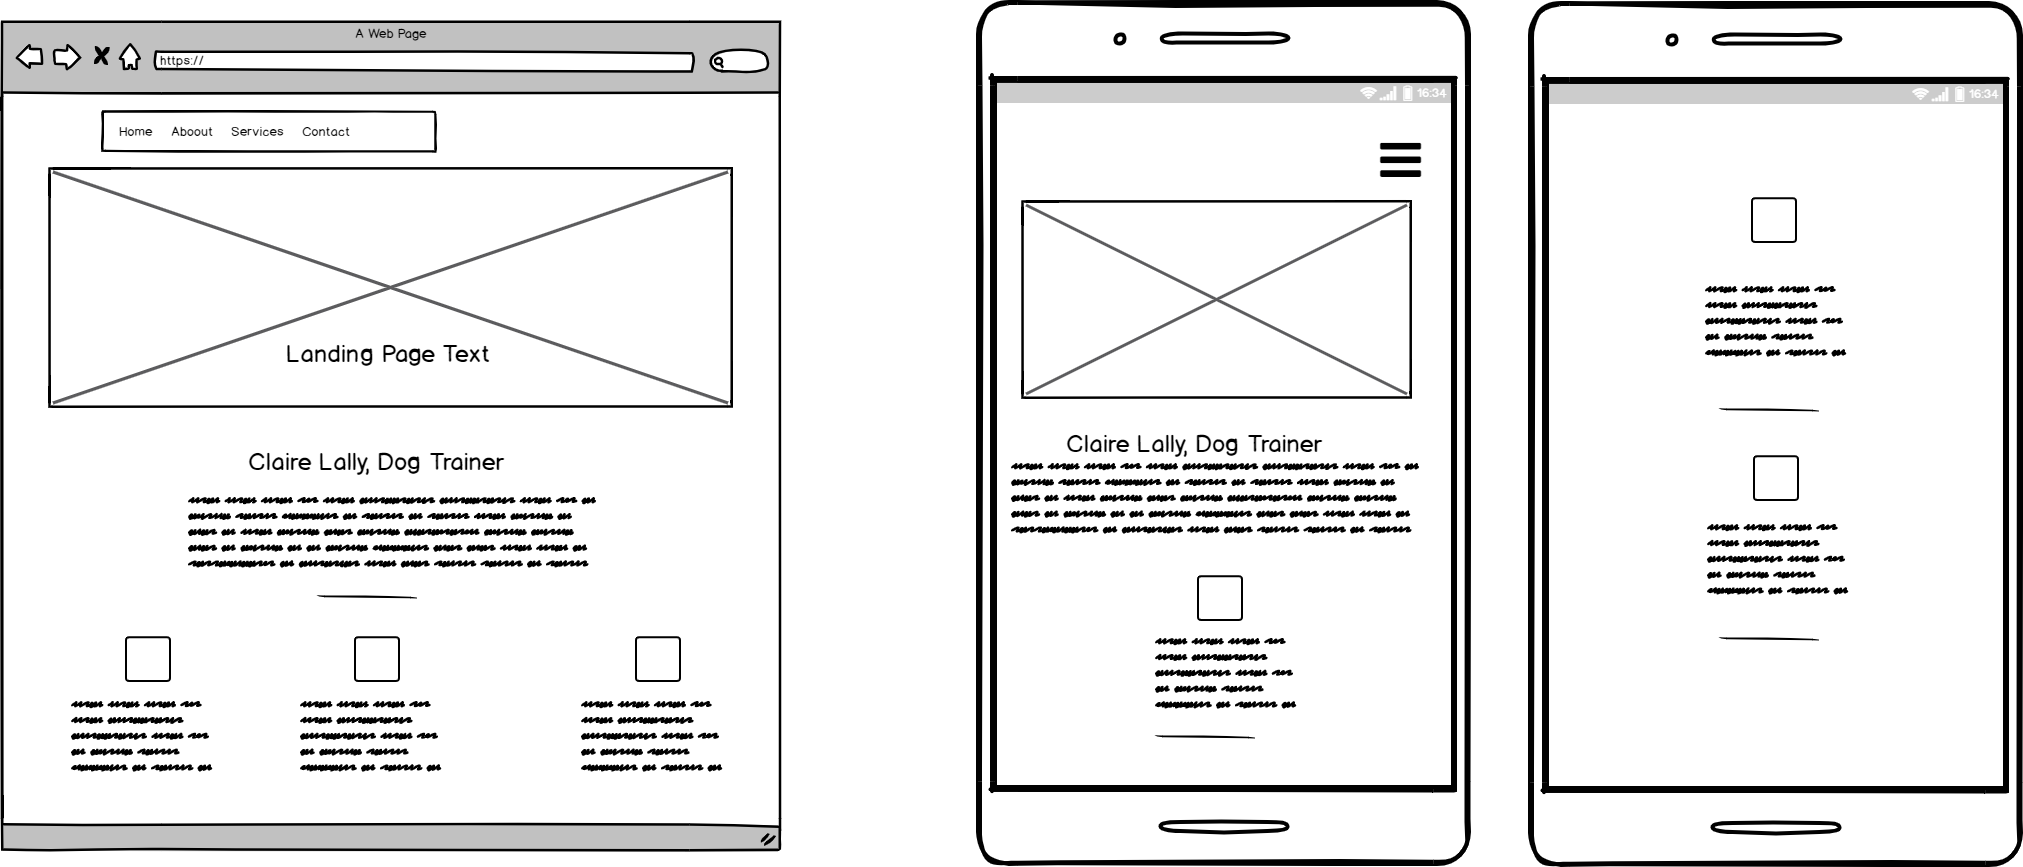 A Web Page
https://
Home About Services Contact
Landing Page Text
Claire Lally, Dog Trainer
16:34
Claire Lally, Dog Trainer
16:34